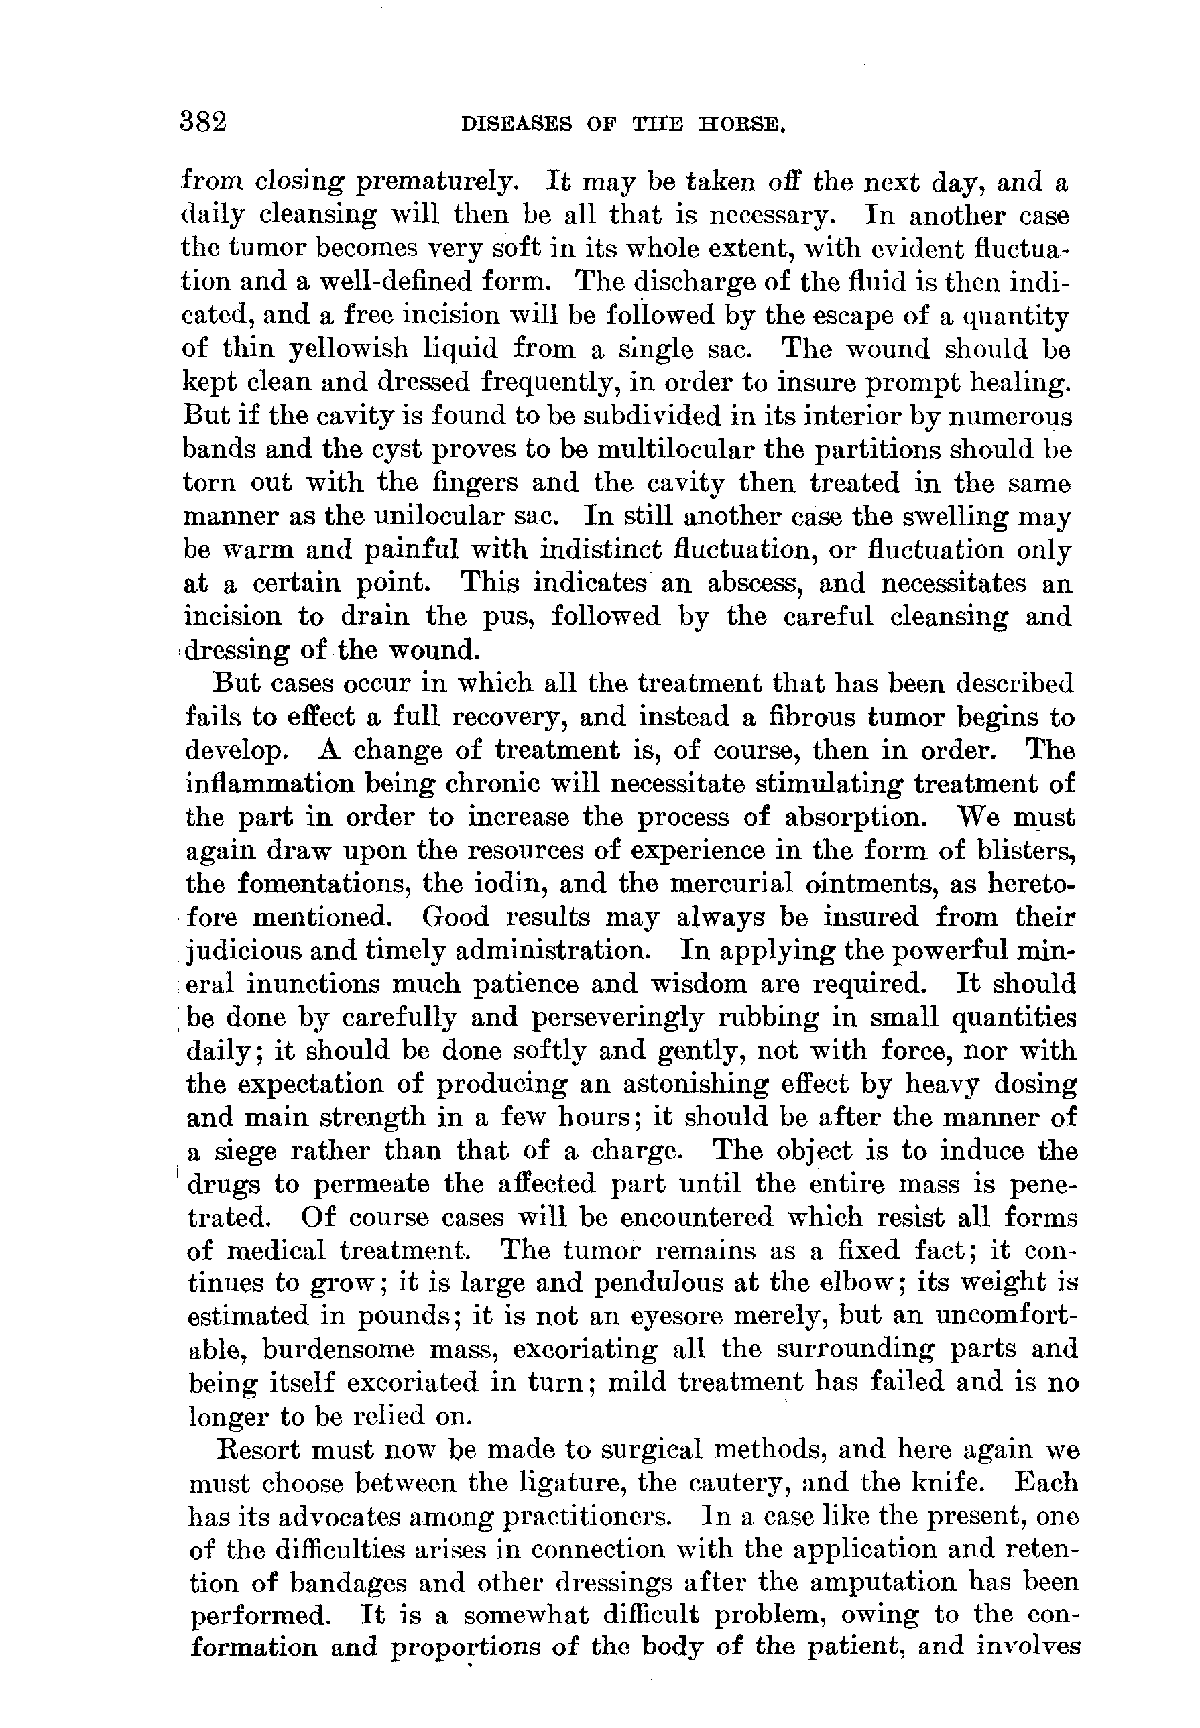 382 DISEASES OF THE HORSE.
from closing prematurely. It may be taken off the next day, and a
daily cleansing will then be all that is necessary. In another case
the tumor becomes very soft in its whole extent, with evident fluctua-
tion and a well-defined form. The discharge of the fluid is then indi-
cated, and a free incision will be followed by the escape of a quantity
of thin yellowish liquid from a single sac. The wound should be
kept clean and dressed frequently, in order to insure prompt healing.
But if the cavity is found to be subdivided in its interior by numerous
bands and the cyst proves to be multilocular the partitions should be
torn out with the fingers and the cavity then treated in the same
manner as the unilocular sac. In still another case the swelling may
be warm and painful with indistinct fluctuation, or fluctuation only
at a certain point. This indicates an abscess, and necessitates an
incision to drain the pus, followed by the careful cleansing and
dressing of the wound.
But cases occur in which all the treatment that has been described
fails to effect a full recovery, and instead a fibrous tumor begins to
develop. A change of treatment is, of course, then in order. The
inflammation being chronic will necessitate stimulating treatment of
the part in order to increase the process of absorption. We must
again draw upon the resources of experience in the form of blisters,
the fomentations, the iodin, and the mercurial ointments, as hereto-
fore mentioned. Good results may always be insured from their
judicious and timely administration. In applying the powerful min-
eral inunctions much patience and wisdom are required. It should
be done by carefully and perseveringly rubbing in small quantities
daily; it should be done softly and gently, not with force, nor with
the expectation of producing an astonishing effect by heavy dosing
and main strength in a few hours; it should be after the manner of
a siege rather than that of a charge. The object is to induce the
drugs to permeate the affected part until the entire mass is pene-
trated. Of course cases will be encountered which resist all forms
of medical treatment. The tumor remains as a fixed fact; it con-
tinues to grow; it is large and pendulous at the elbow; its weight is
estimated in pounds; it is not an eyesore merely, but an uncomfort-
able, burdensome mass, excoriating all the surrounding parts and
being itself excoriated in turn; mild treatment has failed and is no
longer to be relied on.
Resort must now be made to surgical methods, and here again we
must choose between the ligature, the cautery, and the knife. Each
has its advocates among practitioners. In a case like the present, one
of the difficulties arises in connection with the application and reten-
tion of bandages and other dressings after the amputation has been
performed. It is a somewhat difficult problem, owing to the con-
formation and proportions of the body of the patient, and involves